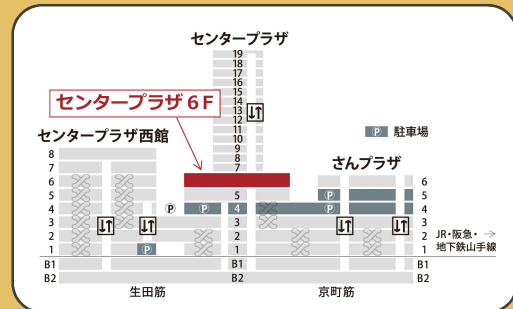 センタープラザ
19
18
17
16
15
14
13
12
11
10
9
8
7
センタープラザ 6F
P 駐車場
センタープラザ西館
さんプラザ
8
7
6 6
5 5 P 5
4 P P 4 P 4
3 3 3
2 2 2
1 P 1 1
JR・阪急・ →
地下鉄山手線
B1 B1 B1
B2 B2 B2
生田筋 京町筋